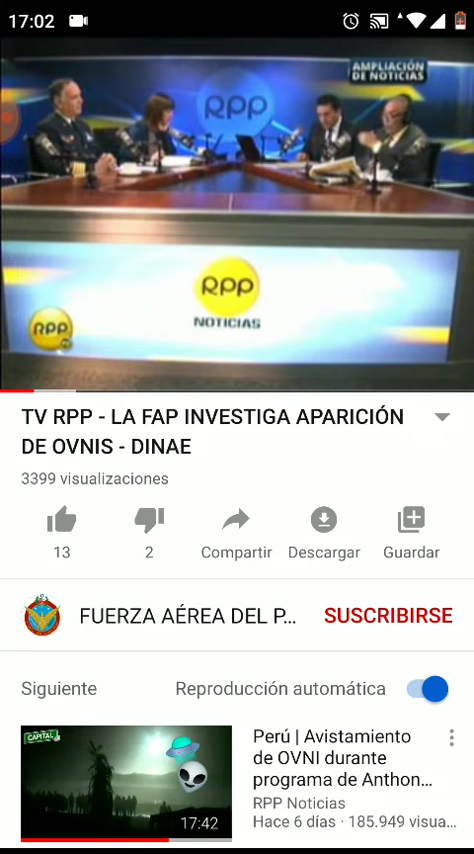 17:02
AMPLIACIÓN
DE NOTICIAS
RPP
RPP
NOTICIAS
RPP
TV RPP - LA FAP INVESTIGA APARICIÓN
DE OVNIS - DINAE
3399 visualizaciones
13
2
Compartir
Descargar
Guardar
FUERZA AÉREA DEL P...
SUSCRIBIRSE
Siguiente
Reproducción automática
CAPITAL
17:42
Perú | Avistamiento
de OVNI durante
programa de Anthon...
RPP Noticias
Hace 6 días · 185.949 visua...